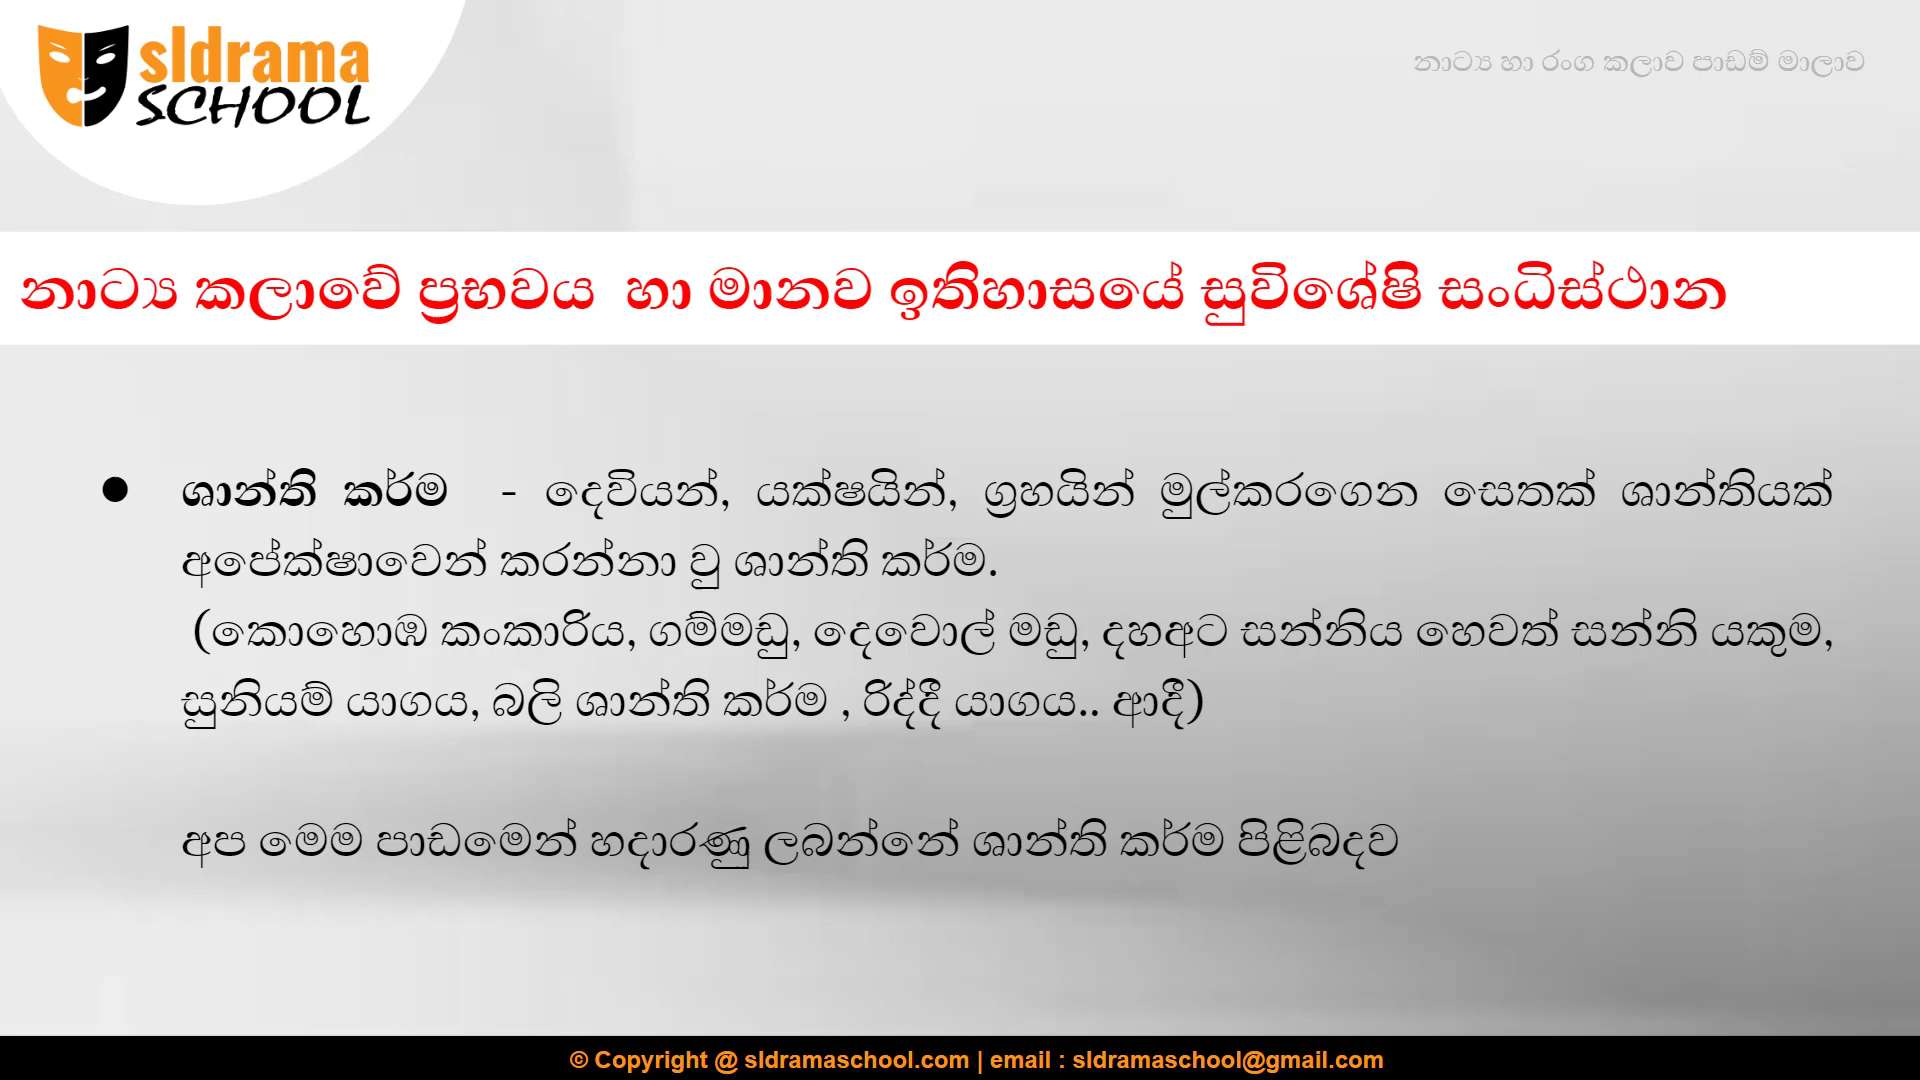 sldrama
SCHOOL
නාට්‍ය හා රංග කලාව පාඩම් මාලාව
නාට්‍ය කලාවේ ප්‍රභවය හා මානව ඉතිහාසයේ සුවිශේෂි සංධිස්ථාන
● ශාන්ති කර්ම - දෙවියන්, යක්ෂයින්, ග්‍රහයින් මුල්කරගෙන සෙතක් ශාන්තියක්
අපේක්ෂාවෙන් කරන්නා වු ශාන්ති කර්ම.
(කොහොඹ කංකාරිය, ගම්මඩු, දෙවොල් මඩු, දහඅට සන්නිය හෙවත් සන්නි යකුම,
සුනියම් යාගය, බලි ශාන්ති කර්ම , රිද්දී යාගය.. ආදී)
අප මෙම පාඩමෙන් හදාරණු ලබන්නේ ශාන්ති කර්ම පිළිබදව
© Copyright @ sldramaschool.com | email : sldramaschool@gmail.com